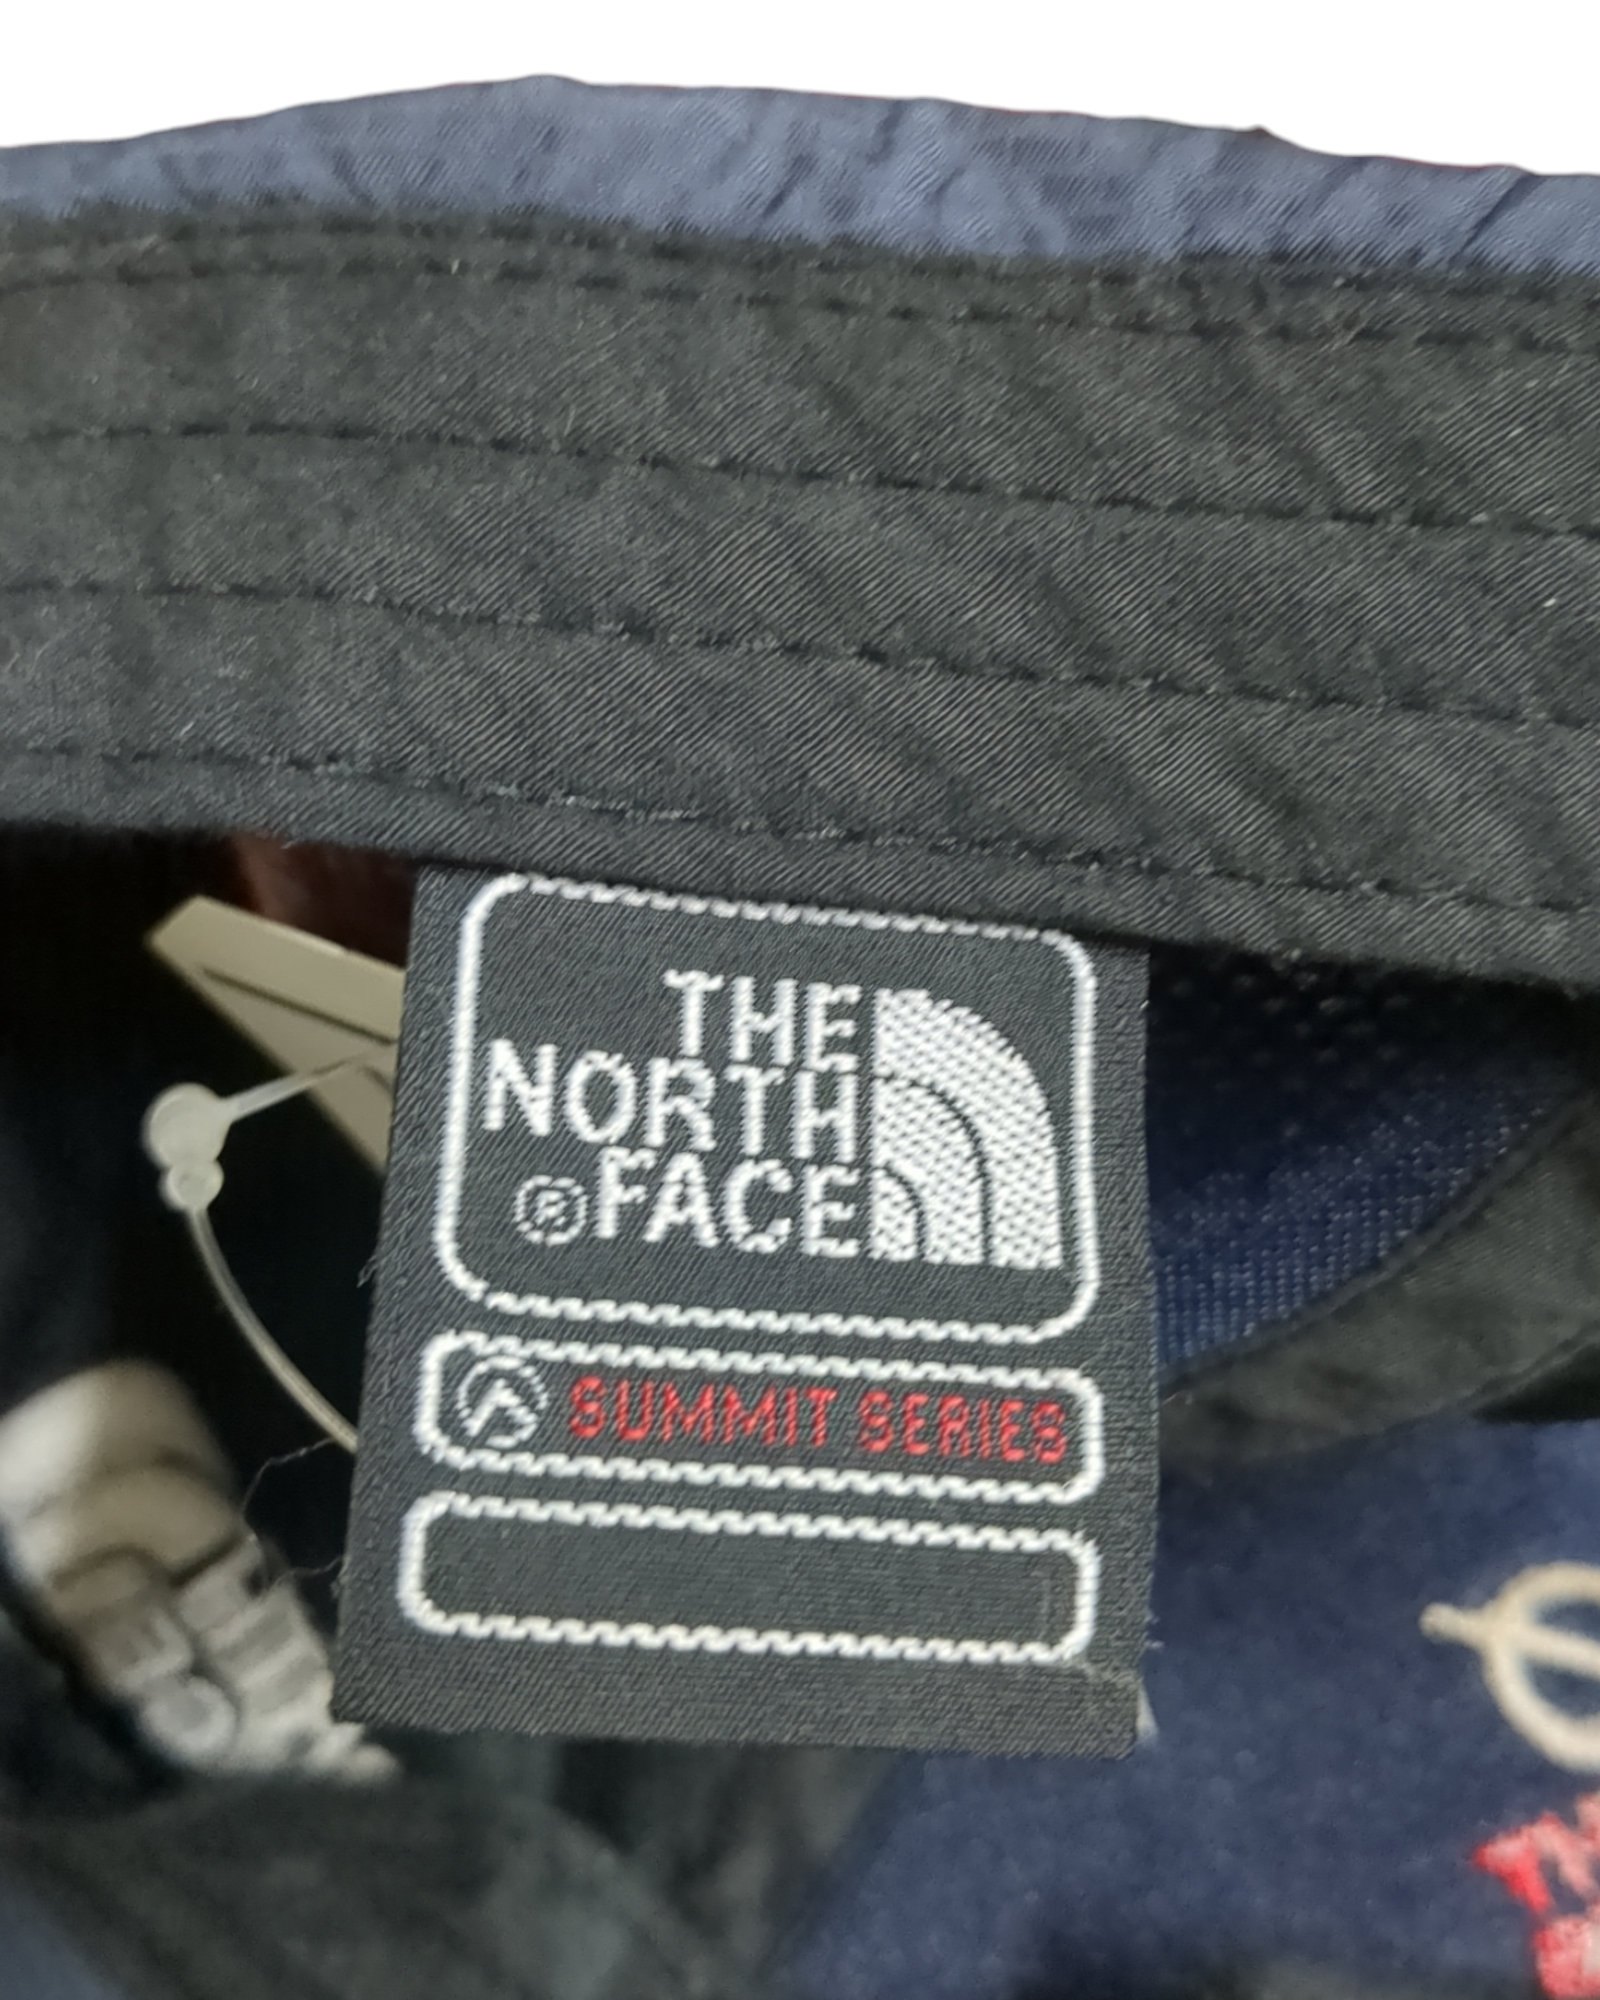 THE
NORTH
®FACE
SUMMIT SERIES